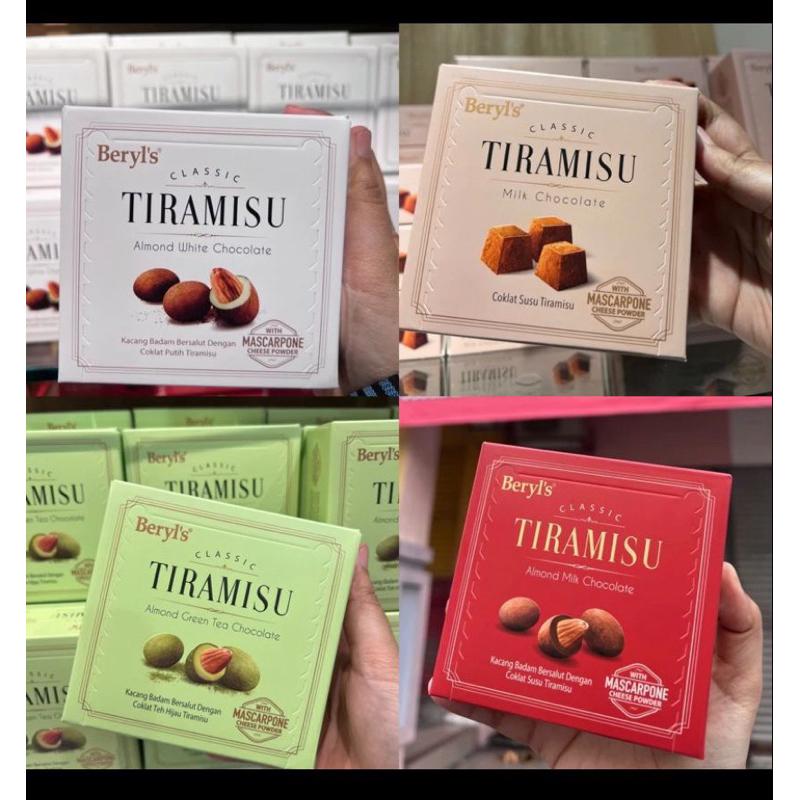 Beryl's®
CLASSIC
TIRAMISU
Almond White Chocolate
Kacang Badam Bersalut Dengan
Coklat Putih Tiramisu
WITH
MASCARPONE
CHEESE POWDER
Beryl's®
CLASSIC
TIRAMISU
Milk Chocolate
Coklat Susu Tiramisu
WITH
MASCARPONE
CHEESE POWDER
Beryl's®
CLASSIC
TIRAMISU
Almond Green Tea Chocolate
Kacang Badam Bersalut Dengan
Coklat Teh Hijau Tiramisu
WITH
MASCARPONE
CHEESE POWDER
Beryl's®
CLASSIC
TIRAMISU
Almond Milk Chocolate
Kacang Badam Bersalut Dengan
Coklat Susu Tiramisu
WITH
MASCARPONE
CHEESE POWDER